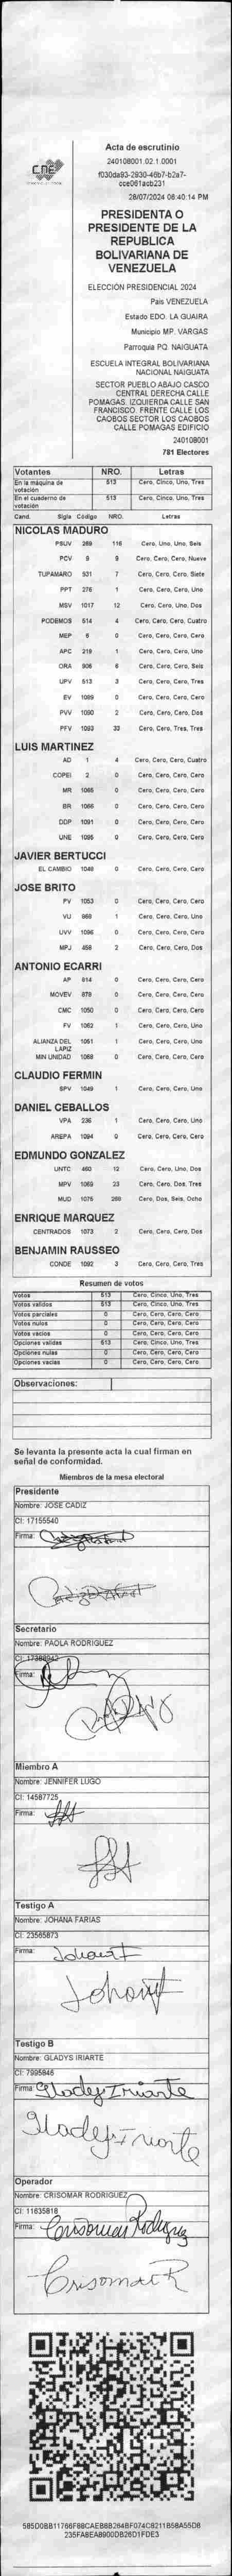 CNE
Acta de escrutinio
240108001.02.1.0001
f030da93-2930-46b7-b2a7-
cce061acb231
28/07/2024 06:40:14 PM
PRESIDENTA O
PRESIDENTE DE LA
REPUBLICA
BOLIVARIANA DE
VENEZUELA
ELECCIÓN PRESIDENCIAL 2024
País VENEZUELA
Estado EDO. LA GUAIRA
Municipio MP. VARGAS
Parroquia PQ. NAIGUATA
ESCUELA INTEGRAL BOLIVARIANA
NACIONAL NAIGUATA
SECTOR PUEBLO ABAJO CASCO
CENTRAL DERECHA CALLE
POMAGAS. IZQUIERDA CALLE SAN
FRANCISCO. FRENTE CALLE LOS
CAOBOS SECTOR LOS CAOBOS
CALLE POMAGAS EDIFICIO
240108001
781 Electores
Votantes NRO. Letras
En la máquina de votación 513 Cero, Cinco, Uno, Tres
En el cuaderno de votación 513 Cero, Cinco, Uno, Tres
Cand. Sigla Código NRO. Letras
NICOLAS MADURO
PSUV 269 116 Cero, Uno, Uno, Seis
PCV 9 9 Cero, Cero, Cero, Nueve
TUPAMARO 931 7 Cero, Cero, Cero, Siete
PPT 276 1 Cero, Cero, Cero, Uno
MSV 1017 12 Cero, Cero, Uno, Dos
PODEMOS 514 4 Cero, Cero, Cero, Cuatro
MEP 6 0 Cero, Cero, Cero, Cero
APC 218 1 Cero, Cero, Cero, Uno
ORA 906 6 Cero, Cero, Cero, Seis
UPV 513 3 Cero, Cero, Cero, Tres
EV 1089 0 Cero, Cero, Cero, Cero
PVV 1090 2 Cero, Cero, Cero, Dos
PFV 1093 33 Cero, Cero, Tres, Tres
LUIS MARTINEZ
AD 1 4 Cero, Cero, Cero, Cuatro
COPEI 2 0 Cero, Cero, Cero, Cero
MR 1065 0 Cero, Cero, Cero, Cero
BR 1086 0 Cero, Cero, Cero, Cero
DDP 1091 0 Cero, Cero, Cero, Cero
UNE 1095 0 Cero, Cero, Cero, Cero
JAVIER BERTUCCI
EL CAMBIO 1048 0 Cero, Cero, Cero, Cero
JOSE BRITO
PV 1053 0 Cero, Cero, Cero, Cero
VU 968 1 Cero, Cero, Cero, Uno
UVV 1096 0 Cero, Cero, Cero, Cero
MPJ 458 2 Cero, Cero, Cero, Dos
ANTONIO ECARRI
AP 914 0 Cero, Cero, Cero, Cero
MOVEV 878 0 Cero, Cero, Cero, Cero
CMC 1050 0 Cero, Cero, Cero, Cero
FV 1062 1 Cero, Cero, Cero, Uno
ALIANZA DEL LAPIZ 1051 1 Cero, Cero, Cero, Uno
MIN UNIDAD 1068 0 Cero, Cero, Cero, Cero
CLAUDIO FERMIN
SPV 1049 1 Cero, Cero, Cero, Uno
DANIEL CEBALLOS
VPA 236 1 Cero, Cero, Cero, Uno
AREPA 1094 0 Cero, Cero, Cero, Cero
EDMUNDO GONZALEZ
UNTC 460 12 Cero, Cero, Uno, Dos
MPV 1069 23 Cero, Cero, Dos, Tres
MUD 1076 268 Cero, Dos, Seis, Ocho
ENRIQUE MARQUEZ
CENTRADOS 1073 2 Cero, Cero, Cero, Dos
BENJAMIN RAUSSEO
CONDE 1092 3 Cero, Cero, Cero, Tres
Resumen de votos
Votos 513 Cero, Cinco, Uno, Tres
Votos validos 513 Cero, Cinco, Uno, Tres
Votos parciales 0 Cero, Cero, Cero, Cero
Votos nulos 0 Cero, Cero, Cero, Cero
Votos vacios 0 Cero, Cero, Cero, Cero
Opciones validas 513 Cero, Cinco, Uno, Tres
Opciones nulas 0 Cero, Cero, Cero, Cero
Opciones vacias 0 Cero, Cero, Cero, Cero
Observaciones:
Se levanta la presente acta la cual firman en
señal de conformidad.
Miembros de la mesa electoral
Presidente
Nombre: JOSE CADIZ
CI: 17155540
Firma:
Secretario
Nombre: PAOLA RODRIGUEZ
CI: 17388942
Firma:
Miembro A
Nombre: JENNIFER LUGO
CI: 14567725
Firma:
Testigo A
Nombre: JOHANA FARIAS
CI: 23565873
Firma: Johana F
Testigo B
Nombre: GLADYS IRIARTE
CI: 7995846
Firma: Gladys Iriarte
Gladys Iriarte
Operador
Nombre: CRISOMAR RODRIGUEZ
CI: 11635818
Firma: Crisomar Rodriguez
Crisomar R
585D0BB11766F8BCAEB8B264BF074C8211B58A55D8
235FA8EA8900DB26D1FDE3